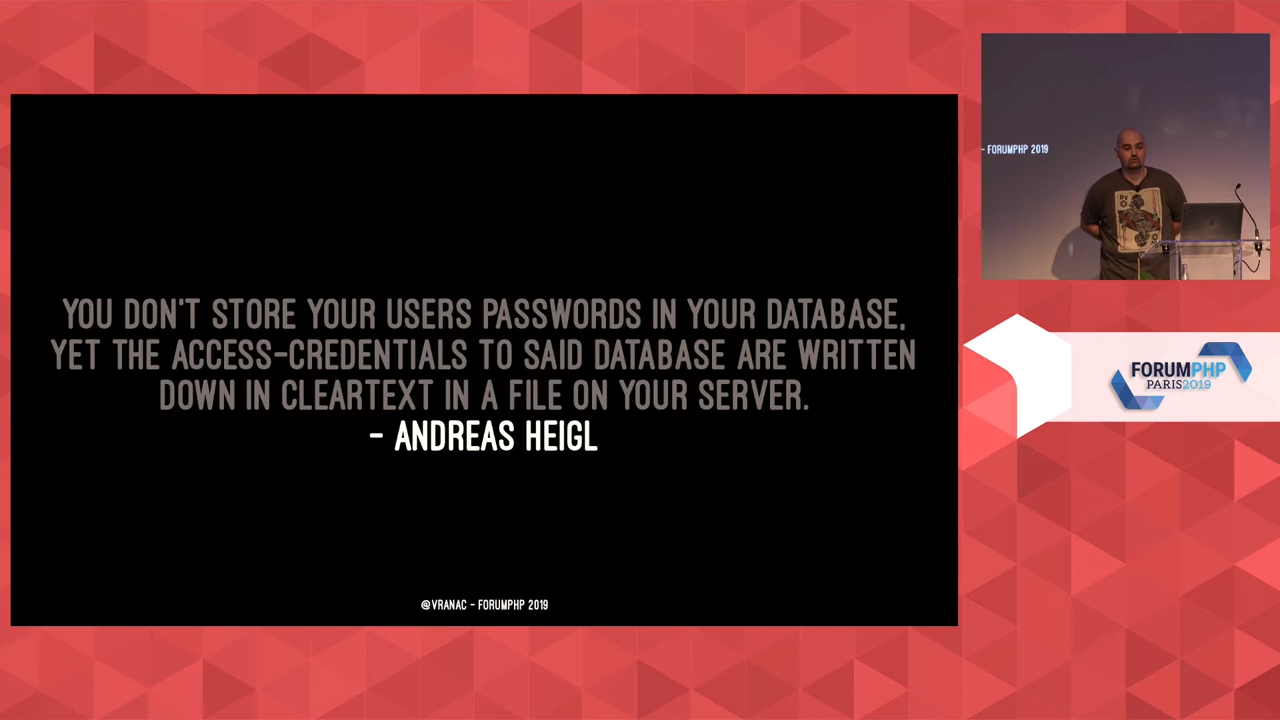 YOU DON'T STORE YOUR USERS PASSWORDS IN YOUR DATABASE,
YET THE ACCESS-CREDENTIALS TO SAID DATABASE ARE WRITTEN
DOWN IN CLEARTEXT IN A FILE ON YOUR SERVER.
- ANDREAS HEIGL
@VRANAC - FORUMPHP 2019
- FORUMPHP 2019
FORUMPHP
PARIS2019